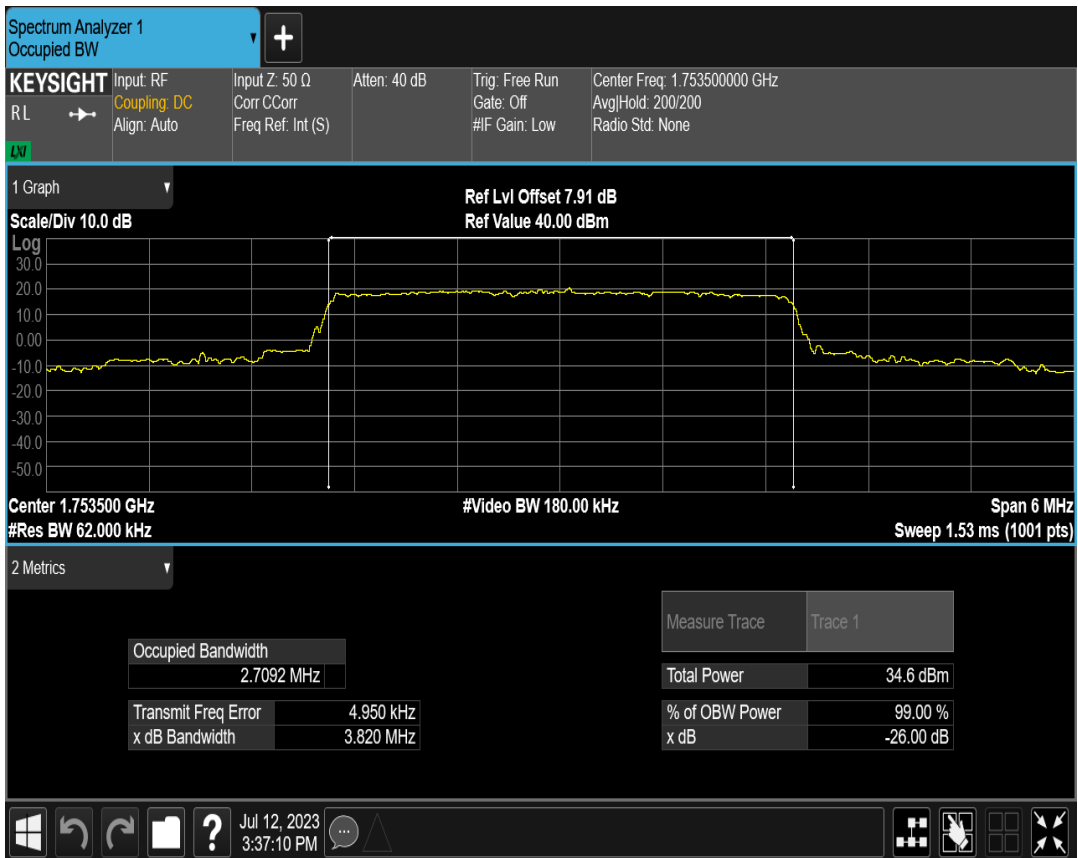 Spectrum Analyzer 1
Occupied BW
+
KEYSIGHT
RL
LXI
Input: RF
Coupling: DC
Align: Auto
Input Z: 50 Ω
Corr CCorr
Freq Ref: Int (S)
Atten: 40 dB
Trig: Free Run
Gate: Off
#IF Gain: Low
Center Freq: 1.753500000 GHz
Avg|Hold: 200/200
Radio Std: None
1 Graph
Ref Lvl Offset 7.91 dB
Scale/Div 10.0 dB
Ref Value 40.00 dBm
Log
30.0
20.0
10.0
0.00
-10.0
-20.0
-30.0
-40.0
-50.0
Center 1.753500 GHz
#Video BW 180.00 kHz
Span 6 MHz
#Res BW 62.000 kHz
Sweep 1.53 ms (1001 pts)
2 Metrics
Measure Trace Trace 1
Occupied Bandwidth
2.7092 MHz
Total Power 34.6 dBm
Transmit Freq Error 4.950 kHz
% of OBW Power 99.00 %
x dB Bandwidth 3.820 MHz
x dB -26.00 dB
?
Jul 12, 2023
3:37:10 PM